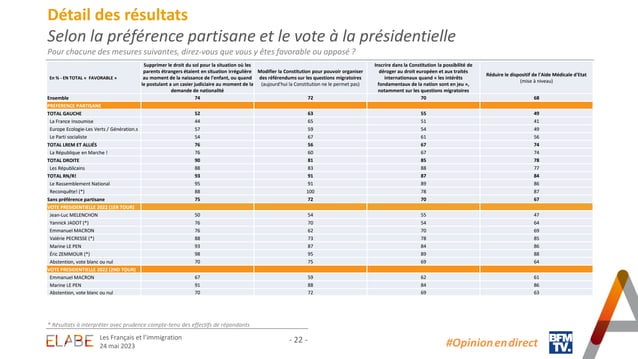 Détail des résultats
Selon la préférence partisane et le vote à la présidentielle
Pour chacune des mesures suivantes, direz-vous que vous y êtes favorable ou opposé ?
En % - EN TOTAL « FAVORABLE »
Supprimer le droit du sol pour la situation où les parents étrangers étaient en situation irrégulière au moment de la naissance de l'enfant, ou quand le postulant a un casier judiciaire au moment de la demande de nationalité
Modifier la Constitution pour pouvoir organiser des référendums sur les questions migratoires (aujourd'hui la Constitution ne le permet pas)
Inscrire dans la Constitution la possibilité de déroger au droit européen et aux traités internationaux quand « les intérêts fondamentaux de la nation sont en jeu », notamment sur les questions migratoires
Réduire le dispositif de l'Aide Médicale d'Etat (mise à niveau)
Ensemble 74 72 70 68
PREFERENCE PARTISANE
TOTAL GAUCHE 52 63 55 49
La France Insoumise 44 65 51 41
Europe Ecologie-Les Verts / Génération.s 57 59 54 49
Le Parti socialiste 54 67 61 56
TOTAL LREM ET ALLIÉS 76 56 67 74
La République en Marche ! 76 60 67 74
TOTAL DROITE 90 81 85 78
Les Républicains 88 83 88 77
TOTAL RN/R! 93 91 87 84
Le Rassemblement National 95 91 89 86
Reconquête! (*) 88 100 78 87
Sans préférence partisane 75 72 70 67
VOTE PRESIDENTIELLE 2022 (1ER TOUR)
Jean-Luc MELENCHON 50 54 55 47
Yannick JADOT (*) 76 70 54 64
Emmanuel MACRON 76 62 70 69
Valérie PECRESSE (*) 88 73 78 85
Marine LE PEN 93 87 84 86
Éric ZEMMOUR (*) 98 95 89 88
Abstention, vote blanc ou nul 70 75 69 64
VOTE PRESIDENTIELLE 2022 (2ND TOUR)
Emmanuel MACRON 67 59 62 61
Marine LE PEN 91 88 84 86
Abstention, vote blanc ou nul 70 72 69 63
* Résultats à interpréter avec prudence compte-tenu des effectifs de répondants
ELABE
Les Français et l'immigration
24 mai 2023
- 22 -
#Opinion en direct
BFM
TV.